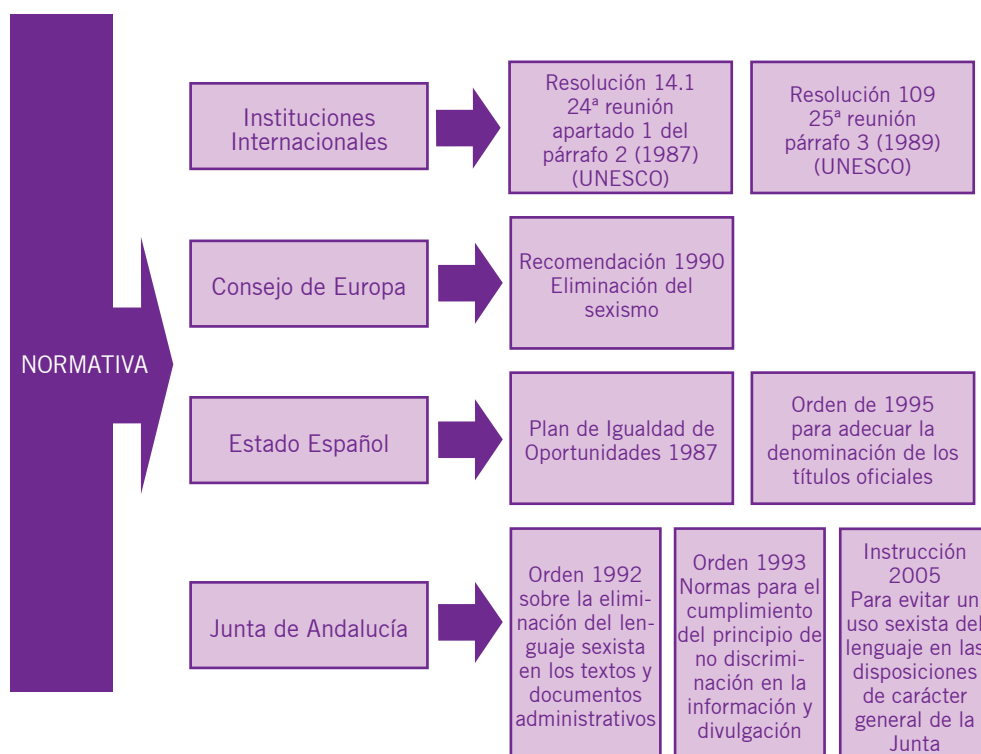 NORMATIVA
Instituciones
Internacionales
Resolución 14.1
24ª reunión
apartado 1 del
párrafo 2 (1987)
(UNESCO)
Resolución 109
25ª reunión
párrafo 3 (1989)
(UNESCO)
Consejo de Europa
Recomendación 1990
Eliminación del
sexismo
Estado Español
Plan de Igualdad de
Oportunidades 1987
Orden de 1995
para adecuar la
denominación de los
títulos oficiales
Junta de Andalucía
Orden 1992
sobre la elimi-
nación del len-
guaje sexista
en los textos y
documentos
administrativos
Orden 1993
Normas para el
cumplimiento
del principio de
no discrimi-
nación en la
información y
divulgación
Instrucción
2005
Para evitar un
uso sexista del
lenguaje en las
disposiciones
de carácter
general de la
Junta